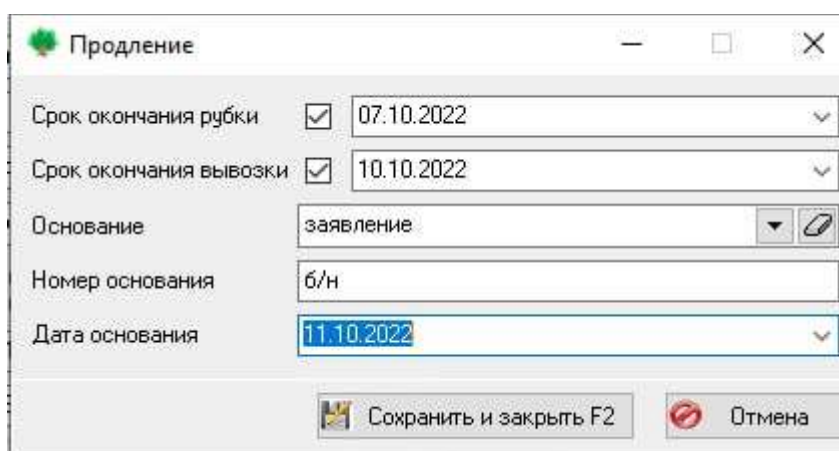 Продление
Срок окончания рубки 07.10.2022
Срок окончания вывозки 10.10.2022
Основание заявление
Номер основания б/н
Дата основания 11.10.2022
Сохранить и закрыть F2 Отмена